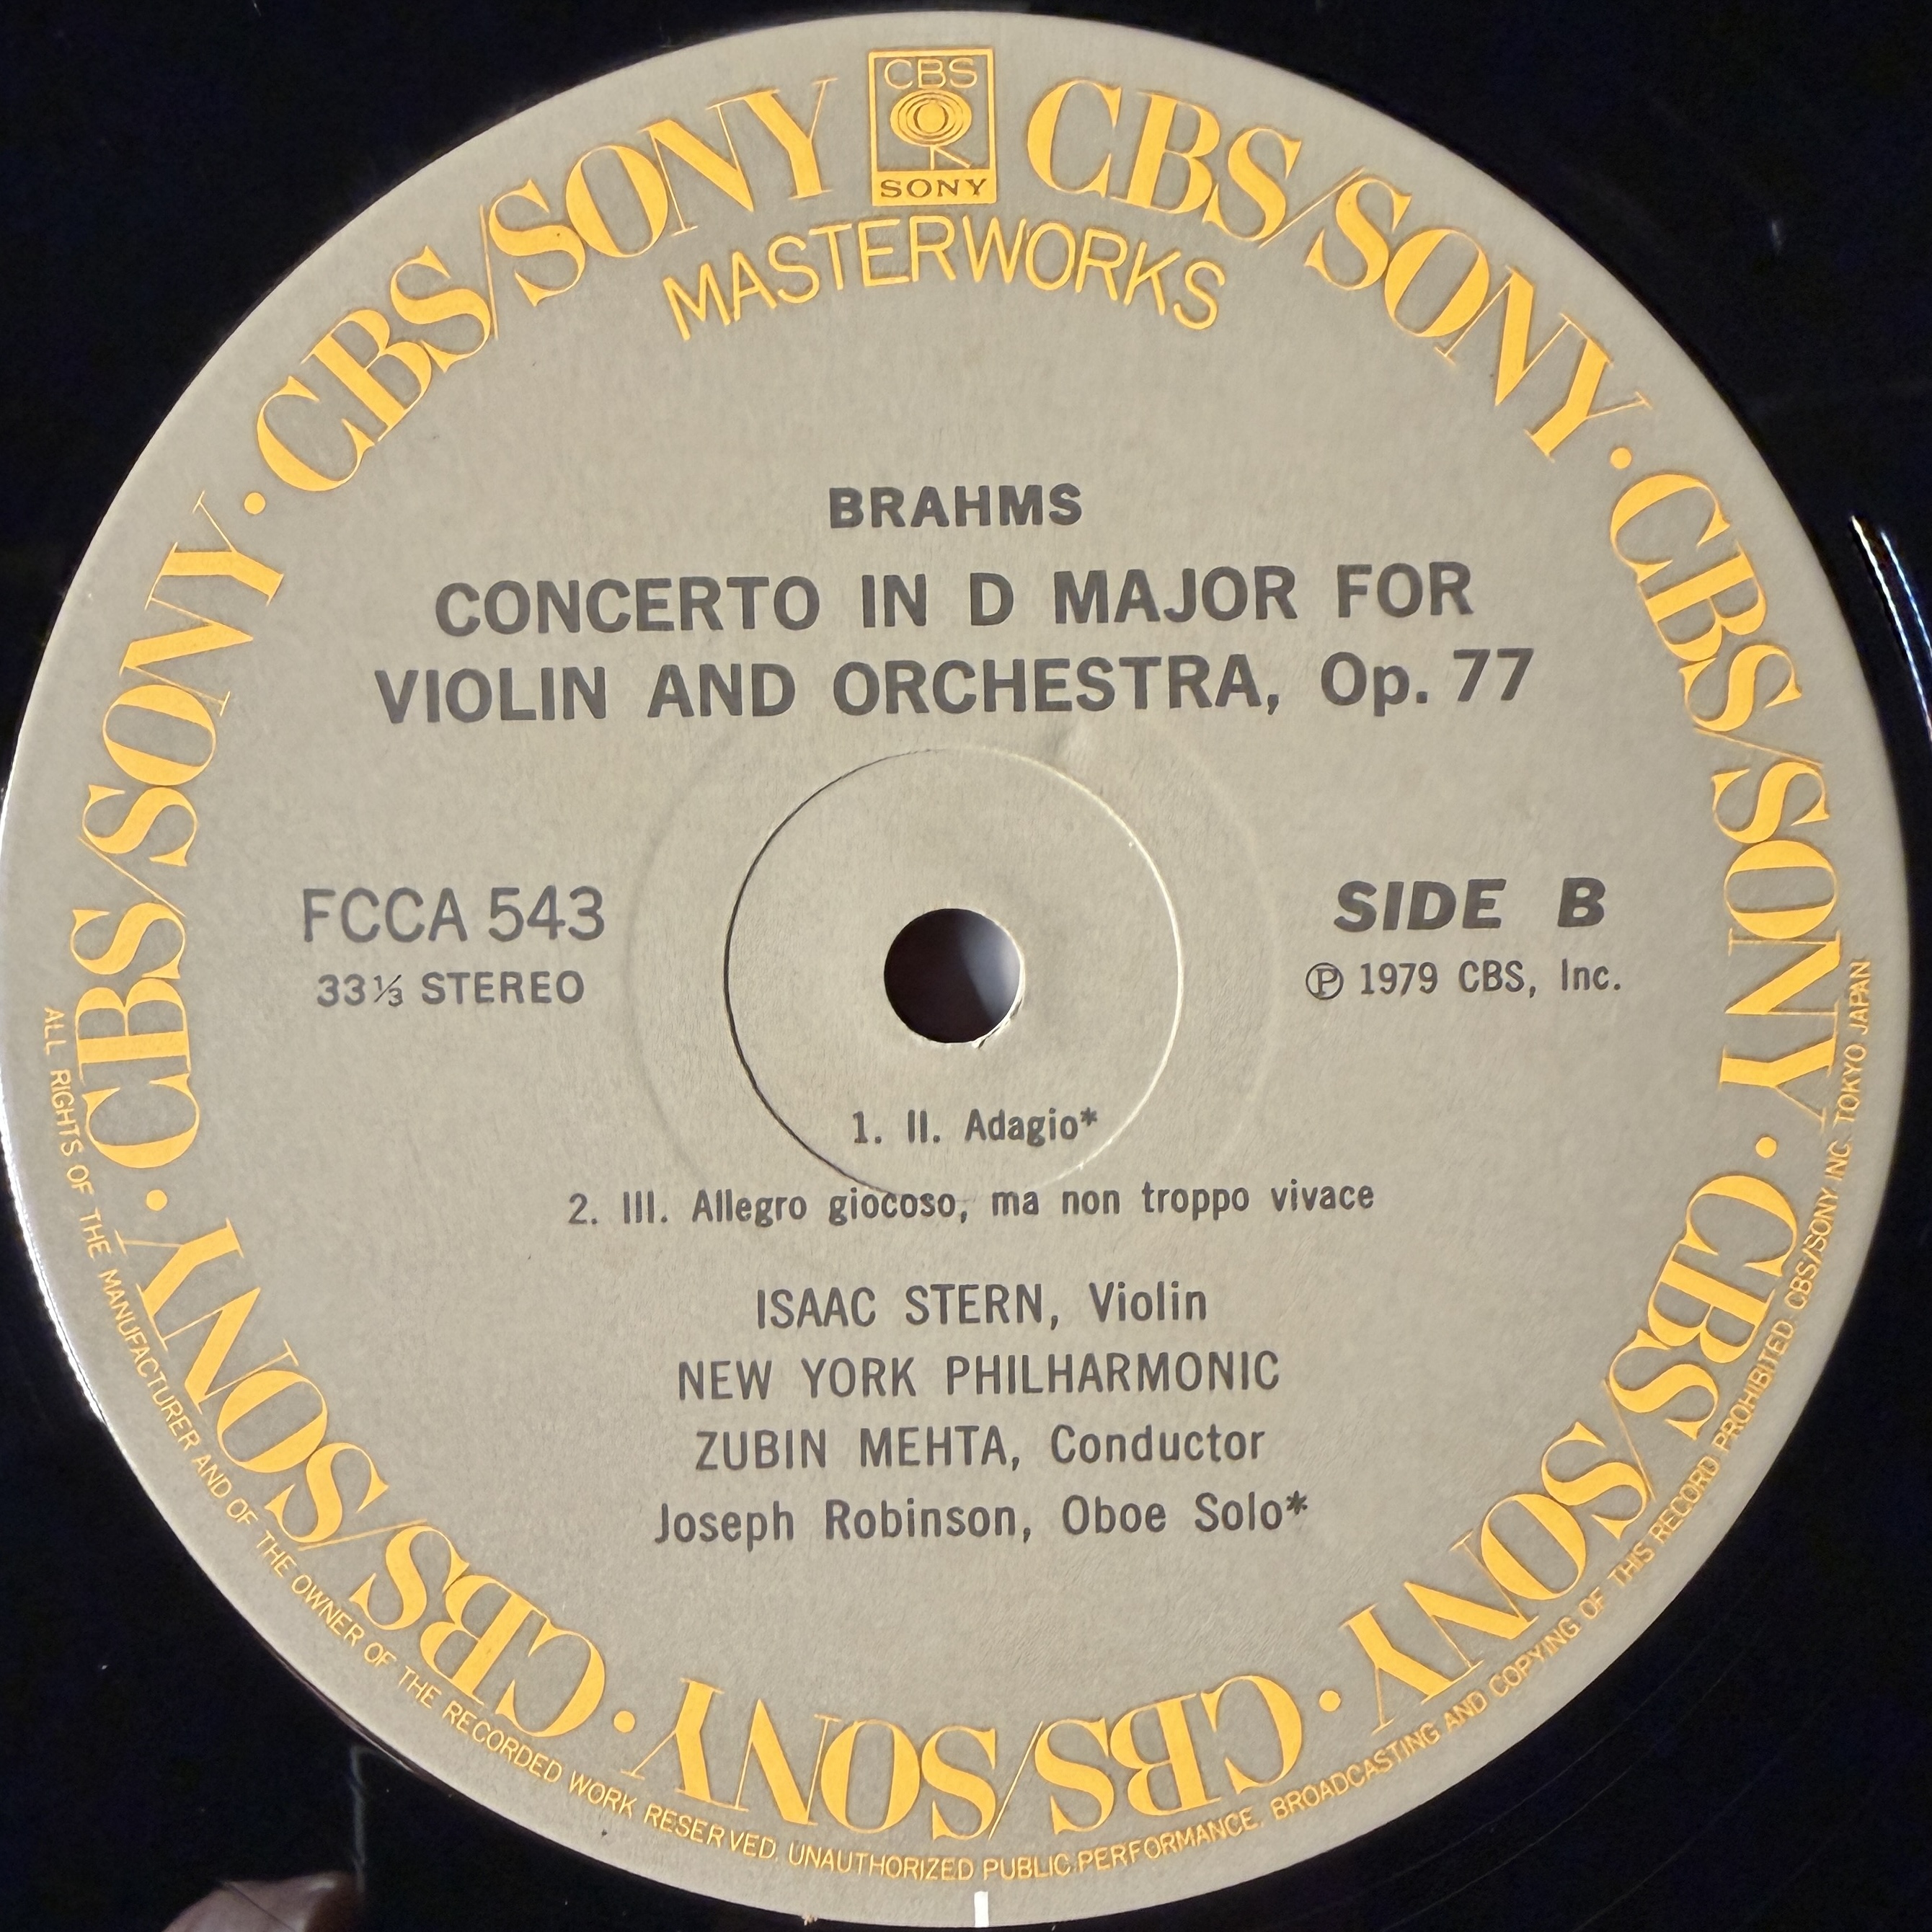 CBS
SONY
CBS/SONY · CBS/SONY · CBS/SONY · CBS/SONY · CBS/SONY · CBS/SONY · CBS/SONY · CBS/SONY
MASTERWORKS
BRAHMS
CONCERTO IN D MAJOR FOR
VIOLIN AND ORCHESTRA, Op. 77
FCCA 543
33⅓ STEREO
SIDE B
Ⓟ 1979 CBS, Inc.
1. II. Adagio*
2. III. Allegro giocoso, ma non troppo vivace
ISAAC STERN, Violin
NEW YORK PHILHARMONIC
ZUBIN MEHTA, Conductor
Joseph Robinson, Oboe Solo*
ALL RIGHTS OF THE MANUFACTURER AND OF THE OWNER OF THE RECORDED WORK RESERVED. UNAUTHORIZED PUBLIC PERFORMANCE, BROADCASTING AND COPYING OF THIS RECORD PROHIBITED. CBS/SONY INC. TOKYO JAPAN